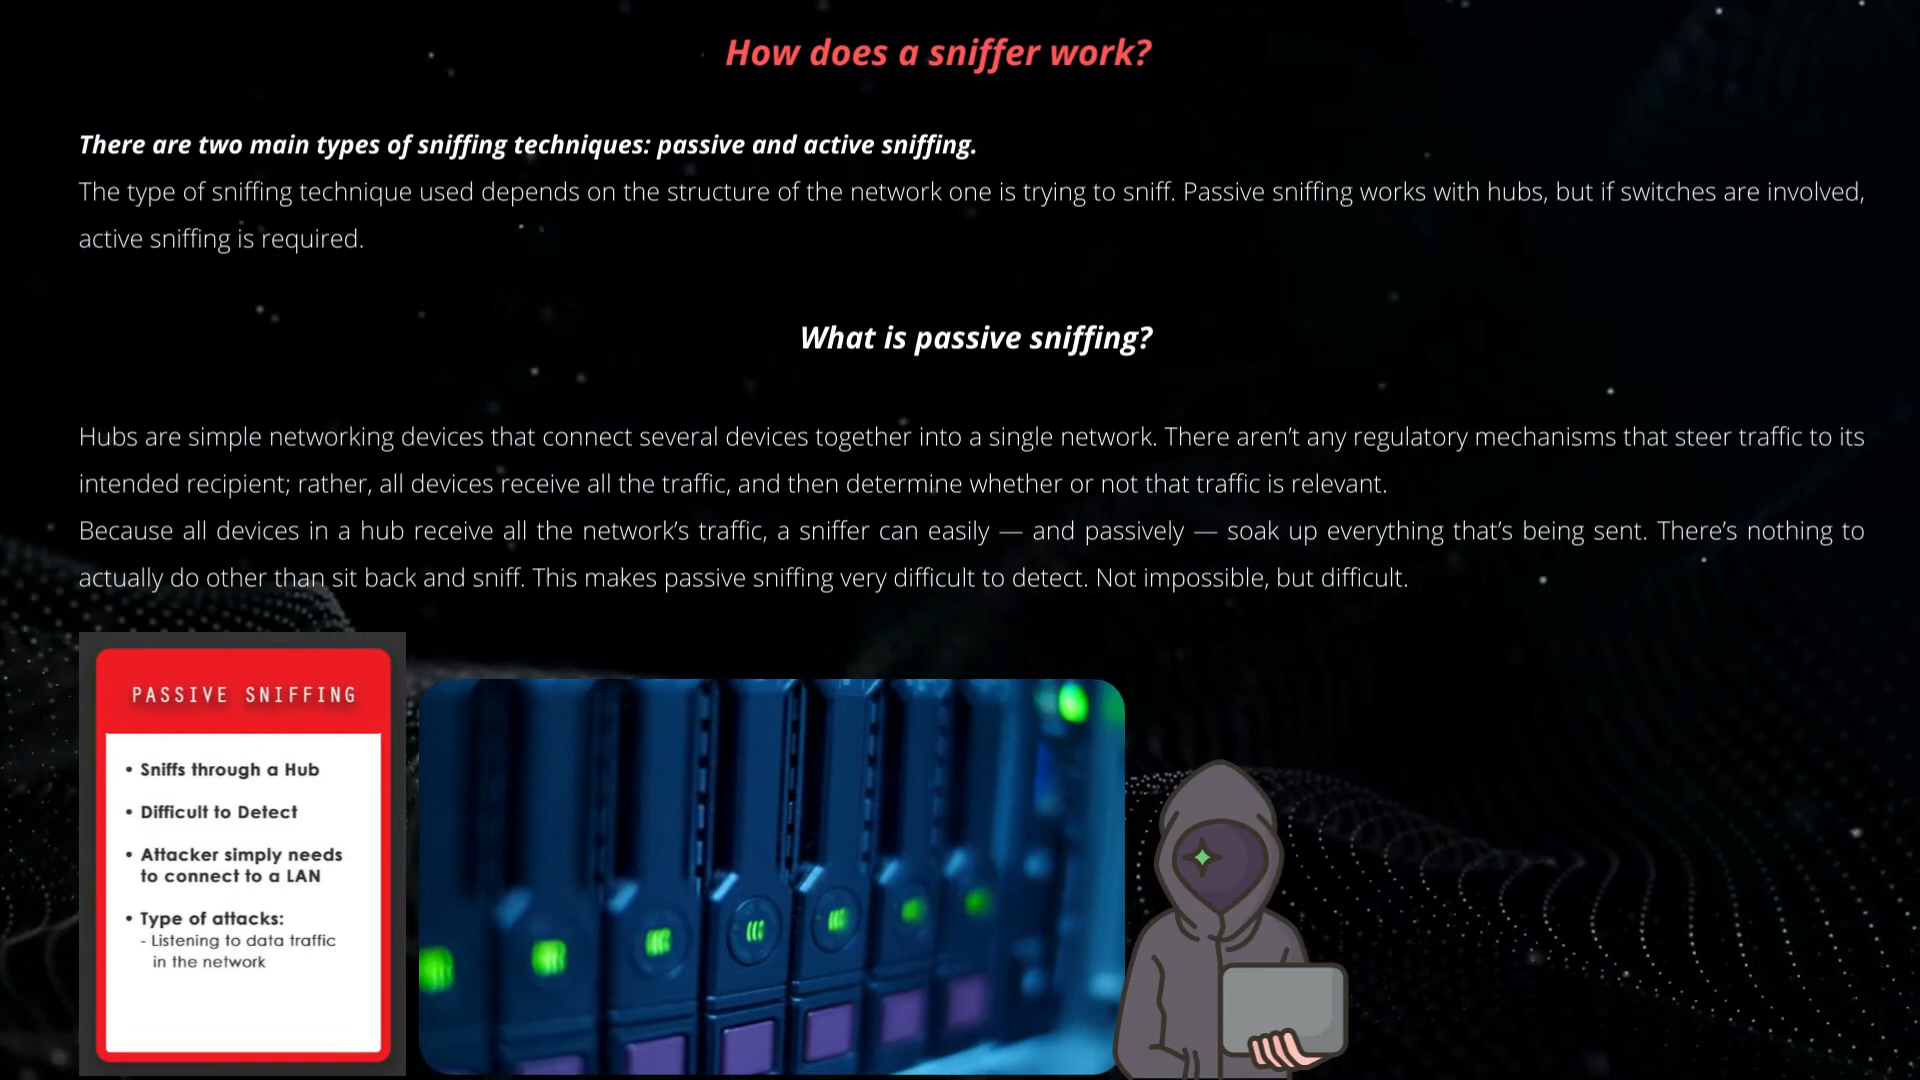 How does a sniffer work?
There are two main types of sniffing techniques: passive and active sniffing.
The type of sniffing technique used depends on the structure of the network one is trying to sniff. Passive sniffing works with hubs, but if switches are involved,
active sniffing is required.
What is passive sniffing?
Hubs are simple networking devices that connect several devices together into a single network. There aren’t any regulatory mechanisms that steer traffic to its
intended recipient; rather, all devices receive all the traffic, and then determine whether or not that traffic is relevant.
Because all devices in a hub receive all the network’s traffic, a sniffer can easily — and passively — soak up everything that’s being sent. There’s nothing to
actually do other than sit back and sniff. This makes passive sniffing very difficult to detect. Not impossible, but difficult.
PASSIVE SNIFFING
• Sniffs through a Hub
• Difficult to Detect
• Attacker simply needs
to connect to a LAN
• Type of attacks:
- Listening to data traffic
in the network